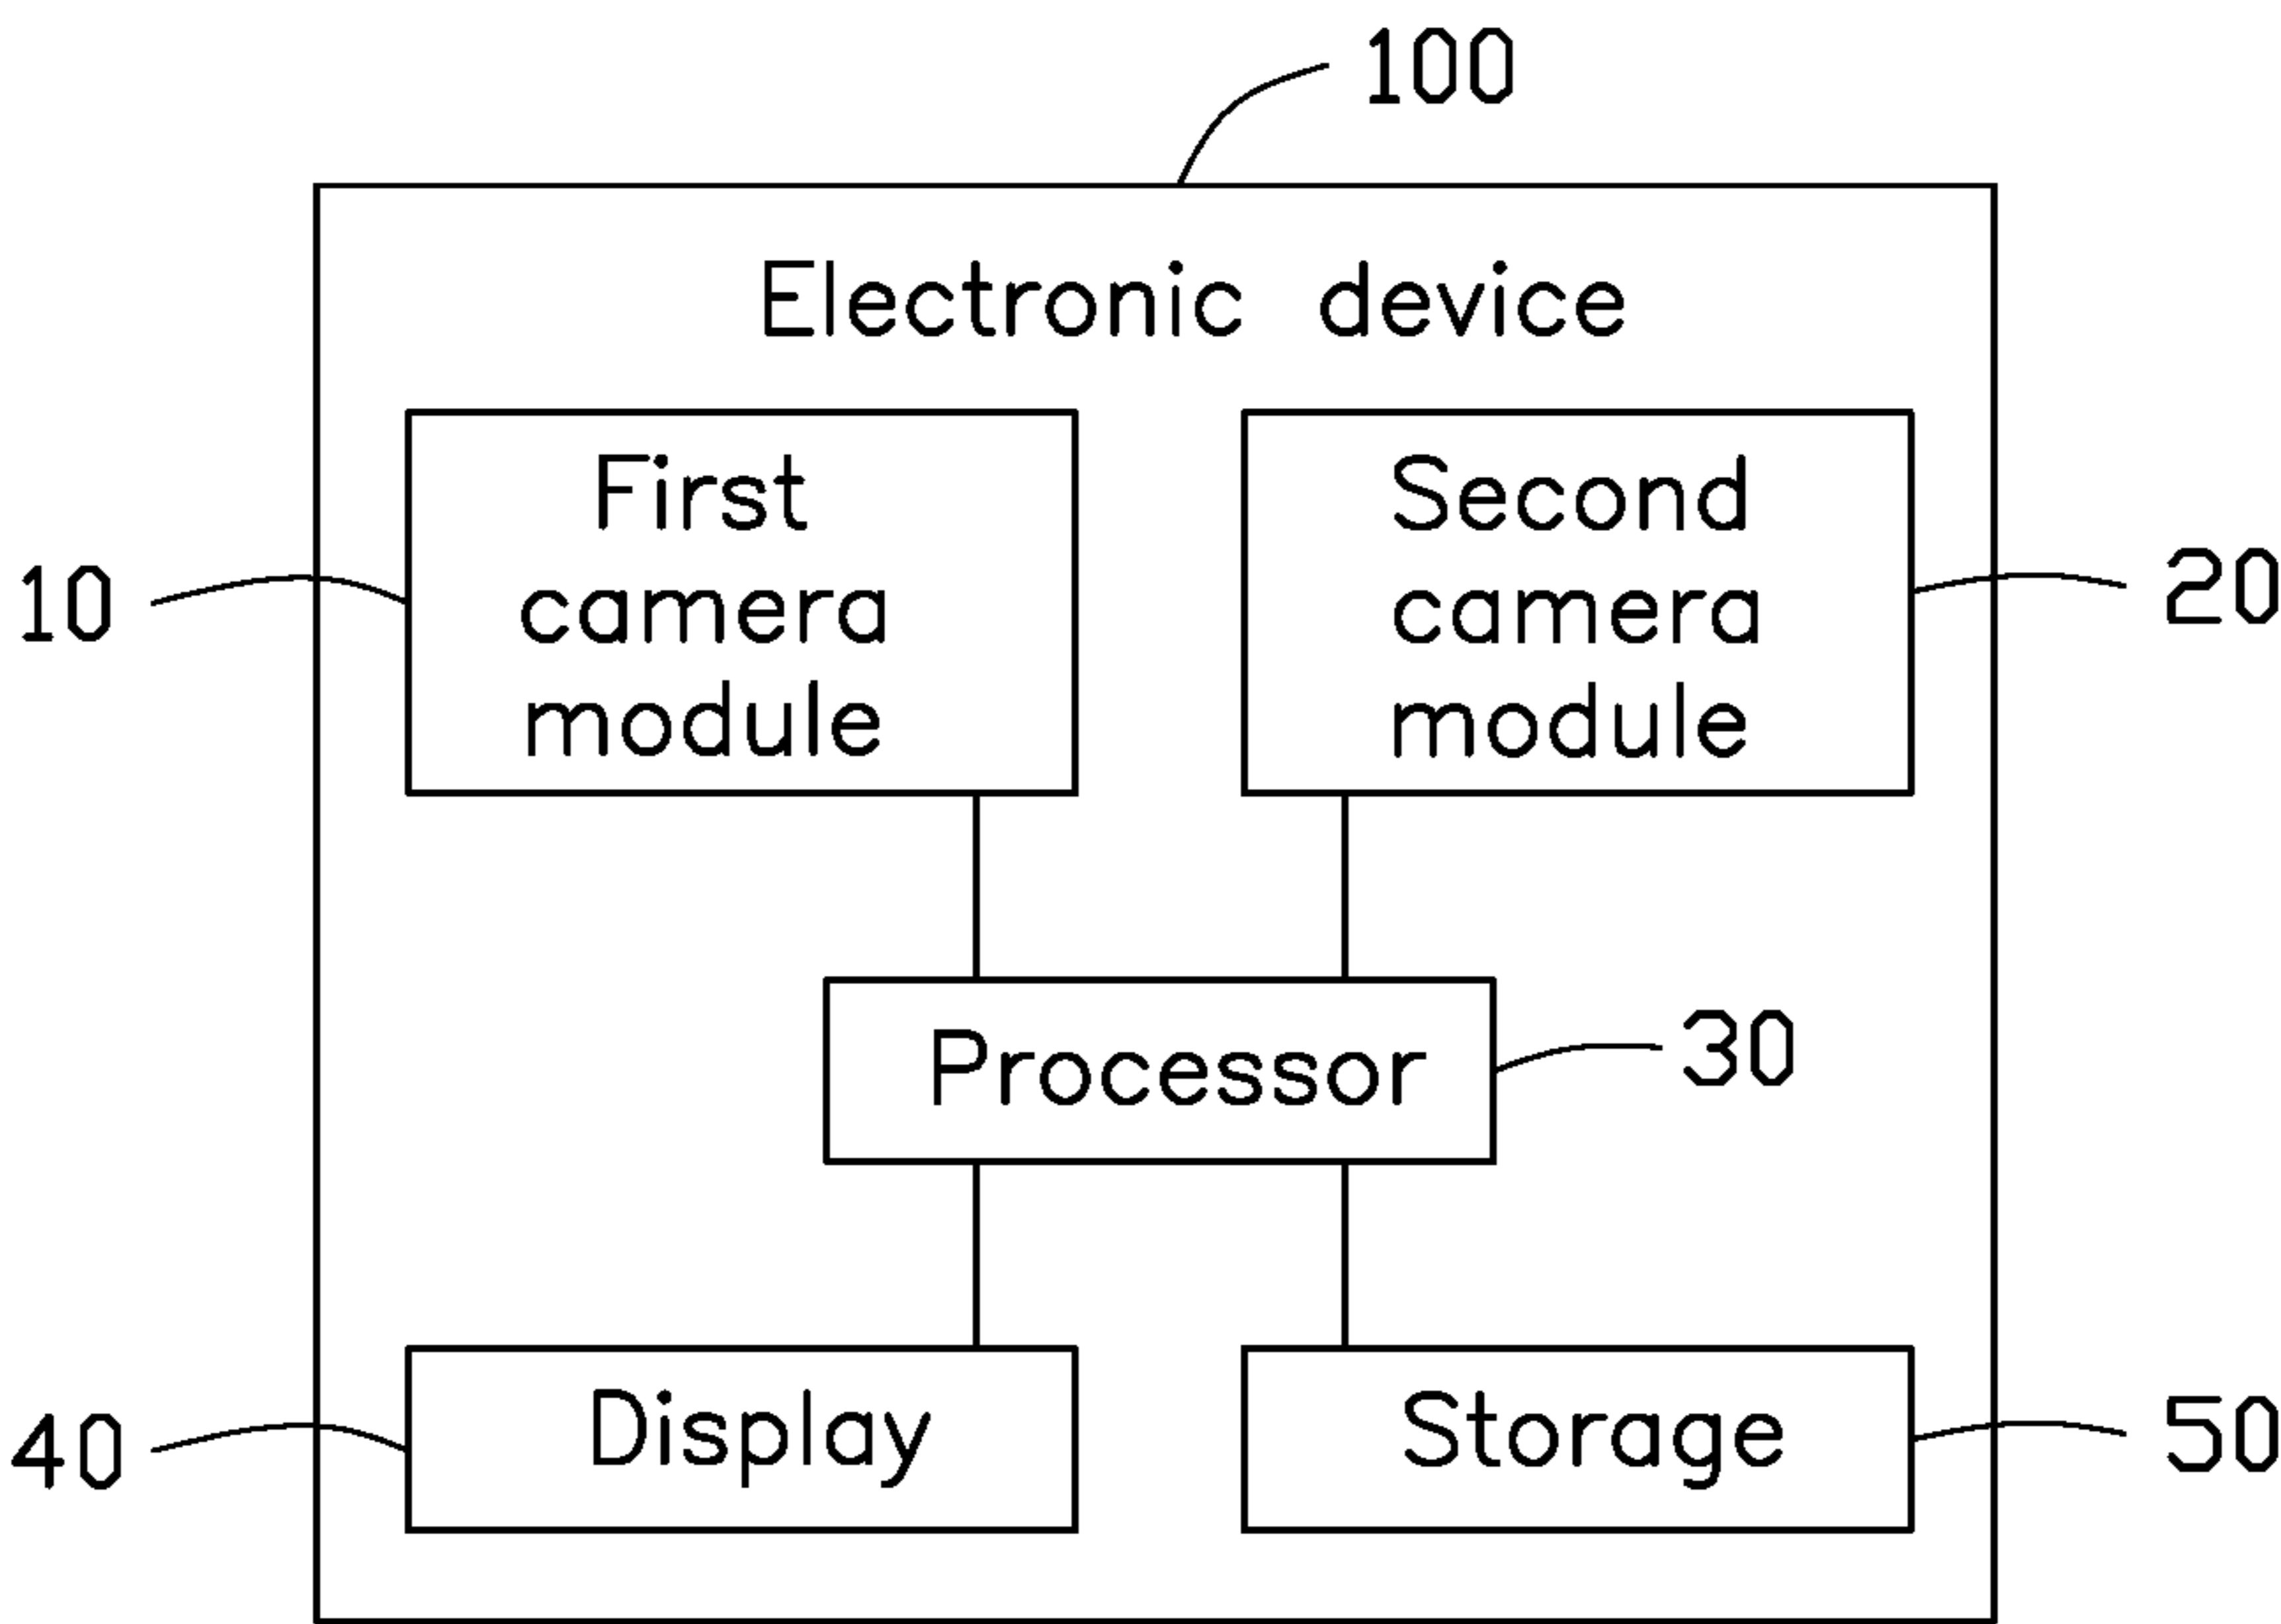 100
Electronic device
First
camera
module
Second
camera
module
10
20
Processor
30
Display
Storage
40
50